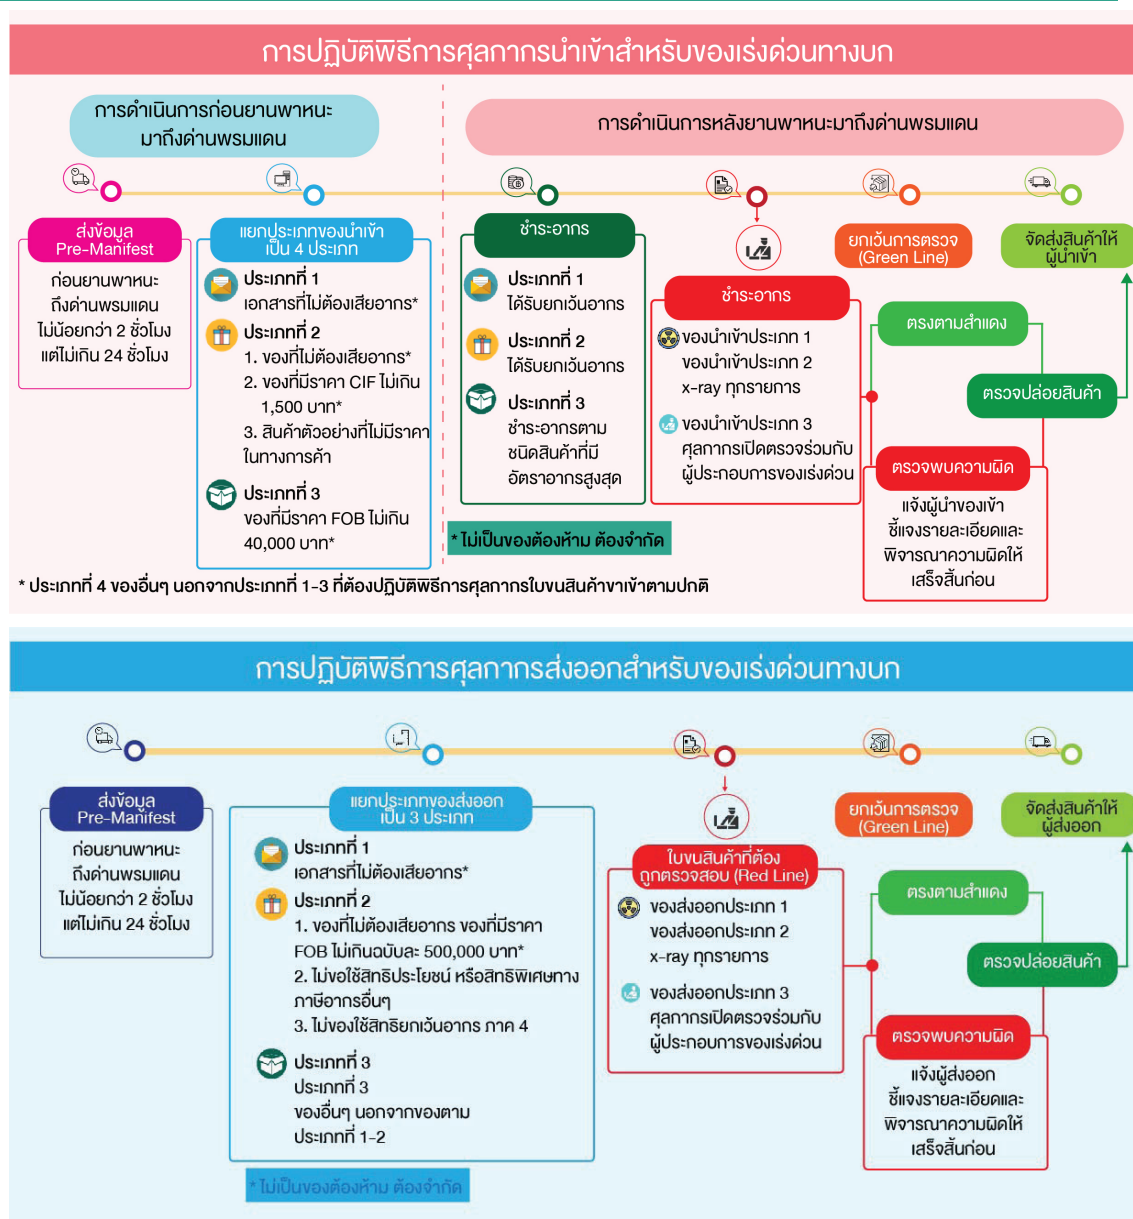 การปฏิบัติพิธีการศุลกากรนำเข้าสำหรับของเร่งด่วนทางบก
การดำเนินการก่อนยานพาหนะ
มาถึงด่านพรมแดน
การดำเนินการหลังยานพาหนะมาถึงด่านพรมแดน
ส่งข้อมูล
Pre-Manifest
ก่อนยานพาหนะ
ถึงด่านพรมแดน
ไม่น้อยกว่า 2 ชั่วโมง
แต่ไม่เกิน 24 ชั่วโมง
แยกประเภทของนำเข้า
เป็น 4 ประเภท
ประเภทที่ 1
เอกสารที่ไม่ต้องเสียอากร*
ประเภทที่ 2
1. ของที่ไม่ต้องเสียอากร*
2. ของที่มีราคา CIF ไม่เกิน
1,500 บาท*
3. สินค้าตัวอย่างที่ไม่มีราคา
ในทางการค้า
ประเภทที่ 3
ของที่มีราคา FOB ไม่เกิน
40,000 บาท*
ชำระอากร
ประเภทที่ 1
ได้รับยกเว้นอากร
ประเภทที่ 2
ได้รับยกเว้นอากร
ประเภทที่ 3
ชำระอากรตาม
ชนิดสินค้าที่มี
อัตราอากรสูงสุด
* ไม่เป็นของต้องห้าม ต้องจำกัด
ชำระอากร
ของนำเข้าประเภท 1
ของนำเข้าประเภท 2
x-ray ทุกรายการ
ของนำเข้าประเภท 3
ศุลกากรเปิดตรวจร่วมกับ
ผู้ประกอบการของเร่งด่วน
ยกเว้นการตรวจ
(Green Line)
จัดส่งสินค้าให้
ผู้นำเข้า
ตรงตามสำแดง
ตรวจปล่อยสินค้า
ตรวจพบความผิด
แจ้งผู้นำของเข้า
ชี้แจงรายละเอียดและ
พิจารณาความผิดให้
เสร็จสิ้นก่อน
* ประเภทที่ 4 ของอื่นๆ นอกจากประเภทที่ 1-3 ที่ต้องปฏิบัติพิธีการศุลกากรใบขนสินค้าขาเข้าตามปกติ
การปฏิบัติพิธีการศุลกากรส่งออกสำหรับของเร่งด่วนทางบก
ส่งข้อมูล
Pre-Manifest
ก่อนยานพาหนะ
ถึงด่านพรมแดน
ไม่น้อยกว่า 2 ชั่วโมง
แต่ไม่เกิน 24 ชั่วโมง
แยกประเภทของส่งออก
เป็น 3 ประเภท
ประเภทที่ 1
เอกสารที่ไม่ต้องเสียอากร*
ประเภทที่ 2
1. ของที่ไม่ต้องเสียอากร ของที่มีราคา
FOB ไม่เกินฉบับละ 500,000 บาท*
2. ไม่ขอใช้สิทธิประโยชน์ หรือสิทธิพิเศษทาง
ภาษีอากรอื่นๆ
3. ไม่ของใช้สิทธิยกเว้นอากร ภาค 4
ประเภทที่ 3
ประเภทที่ 3
ของอื่นๆ นอกจากของตาม
ประเภทที่ 1-2
* ไม่เป็นของต้องห้าม ต้องจำกัด
ใบขนสินค้าที่ต้อง
ถูกตรวจสอบ (Red Line)
ของส่งออกประเภท 1
ของส่งออกประเภท 2
x-ray ทุกรายการ
ของส่งออกประเภท 3
ศุลกากรเปิดตรวจร่วมกับ
ผู้ประกอบการของเร่งด่วน
ยกเว้นการตรวจ
(Green Line)
จัดส่งสินค้าให้
ผู้ส่งออก
ตรงตามสำแดง
ตรวจปล่อยสินค้า
ตรวจพบความผิด
แจ้งผู้ส่งออก
ชี้แจงรายละเอียดและ
พิจารณาความผิดให้
เสร็จสิ้นก่อน